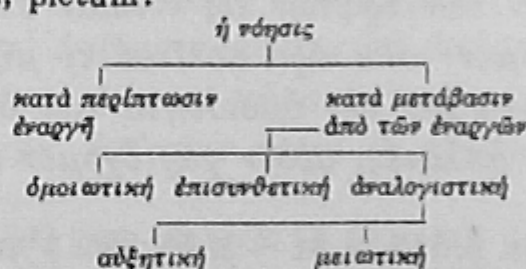 pictum.
ἡ νόησις
κατὰ περίπτωσιν κατὰ μετάβασιν
ἐναργῆ ἀπὸ τῶν ἐναργῶν
ὁμοιωτική ἐπισυνθετική ἀναλογιστική
αὐξητική μειωτική